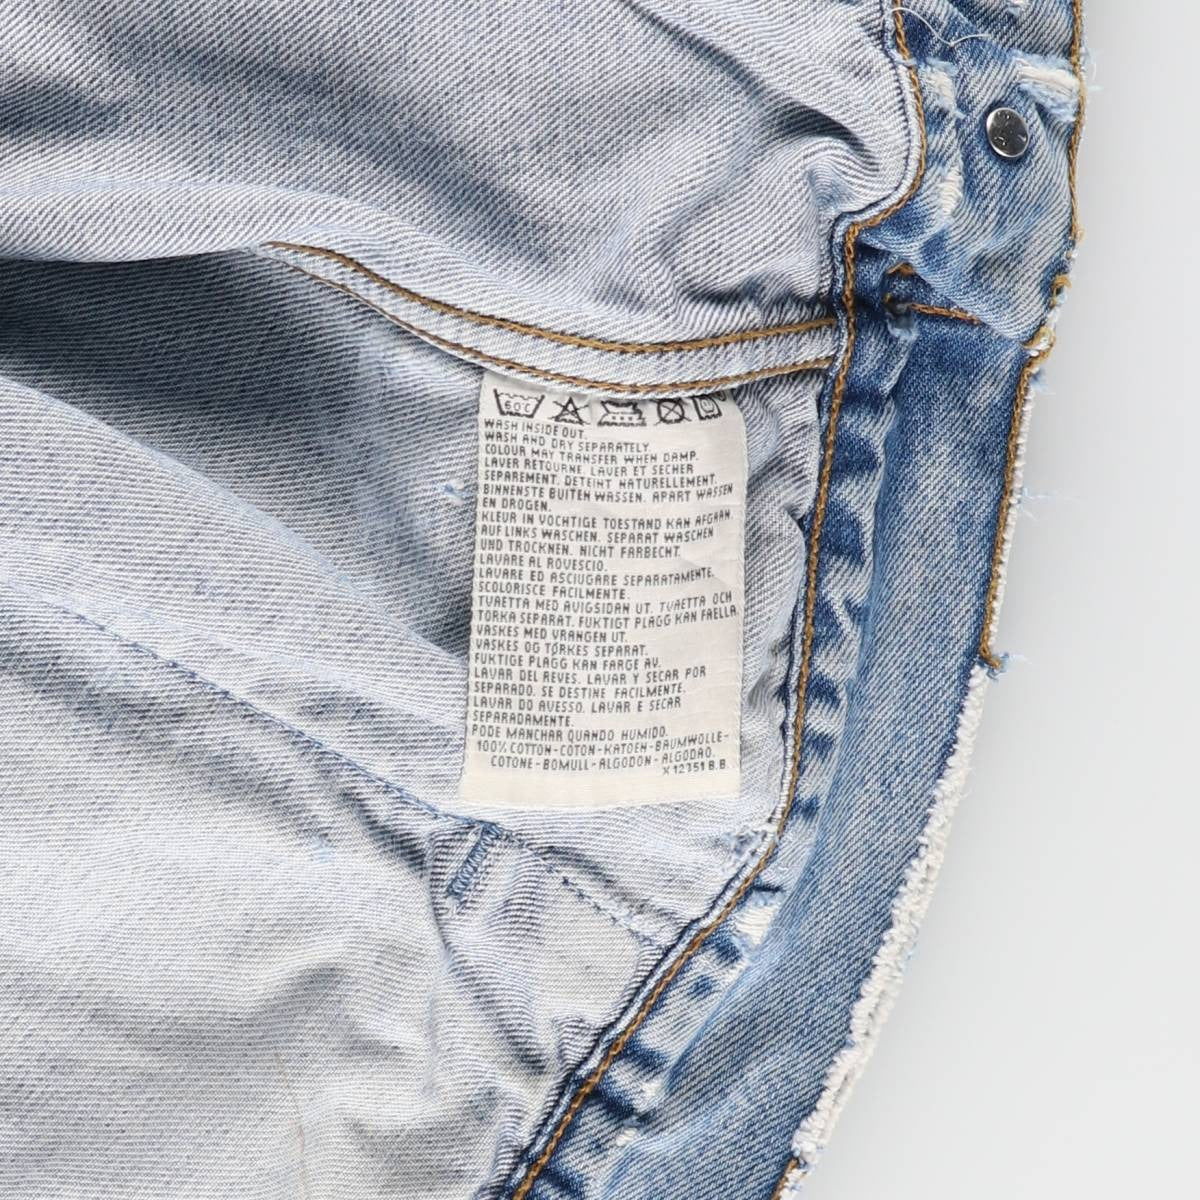 60C
WASH INSIDE OUT.
WASH AND DRY SEPARATELY
COLOUR MAY TRANSFER WHEN DAMP.
LAVER RETOURNE. LAVER ET SECHER
SEPAREMENT. DETEINT NATURELLEMENT.
BINNENSTE BUITEN WASSEN. APART WASSEN
EN DROGEN.
KLEUR IN VOCHTIGE TOESTAND KAN AFGRAN.
AUF LINKS WASCHEN. SEPARAT WASCHEN
UND TROCKNEN. NICHT FARBECHT.
LAVARE AL ROVESCIO.
LAVARE ED ASCIUGARE SEPARATAMENTE.
SCOLORISCE FACILMENTE.
TVAETTA MED AVIGSIDAN UT. TVAETTA OCH
TORKA SEPARAT. FUKTIGT PLAGG KAN FAELLA.
VASKES MED VRANGEN UT.
VASKES OG TØRKES SEPARAT.
FUKTIGE PLAGG KAN FARGE AV.
LAVAR DEL REVES. LAVAR Y SECAR POR
SEPARADO. SE DESTINE FACILMENTE.
LAVAR DO AVESSO. LAVAR E SECAR
SEPARADAMENTE.
PODE MANCHAR QUANDO HUMIDO.
100% COTTON-COTON-KATOEN-BAUMWOLLE-
COTONE-BOMULL-ALGODON-ALGODAO.
X 12351 B.B.